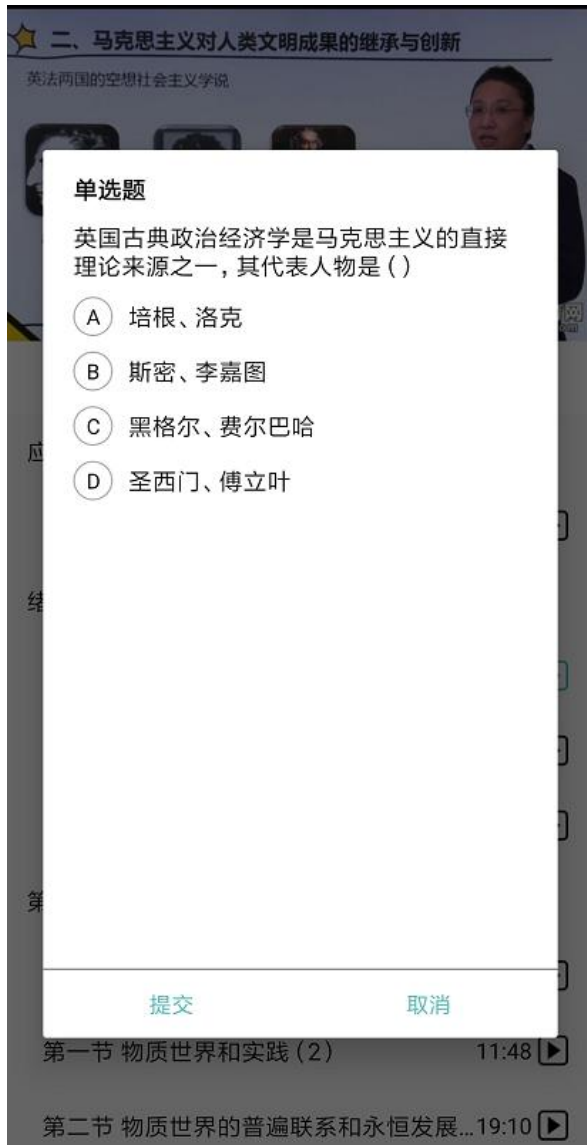 二、马克思主义对人类文明成果的继承与创新
英法两国的空想社会主义学说
单选题
英国古典政治经济学是马克思主义的直接
理论来源之一，其代表人物是（）
A 培根、洛克
B 斯密、李嘉图
C 黑格尔、费尔巴哈
D 圣西门、傅立叶
应
绪
第
提交 取消
第一节 物质世界和实践（2） 11:48
第二节 物质世界的普遍联系和永恒发展...19:10